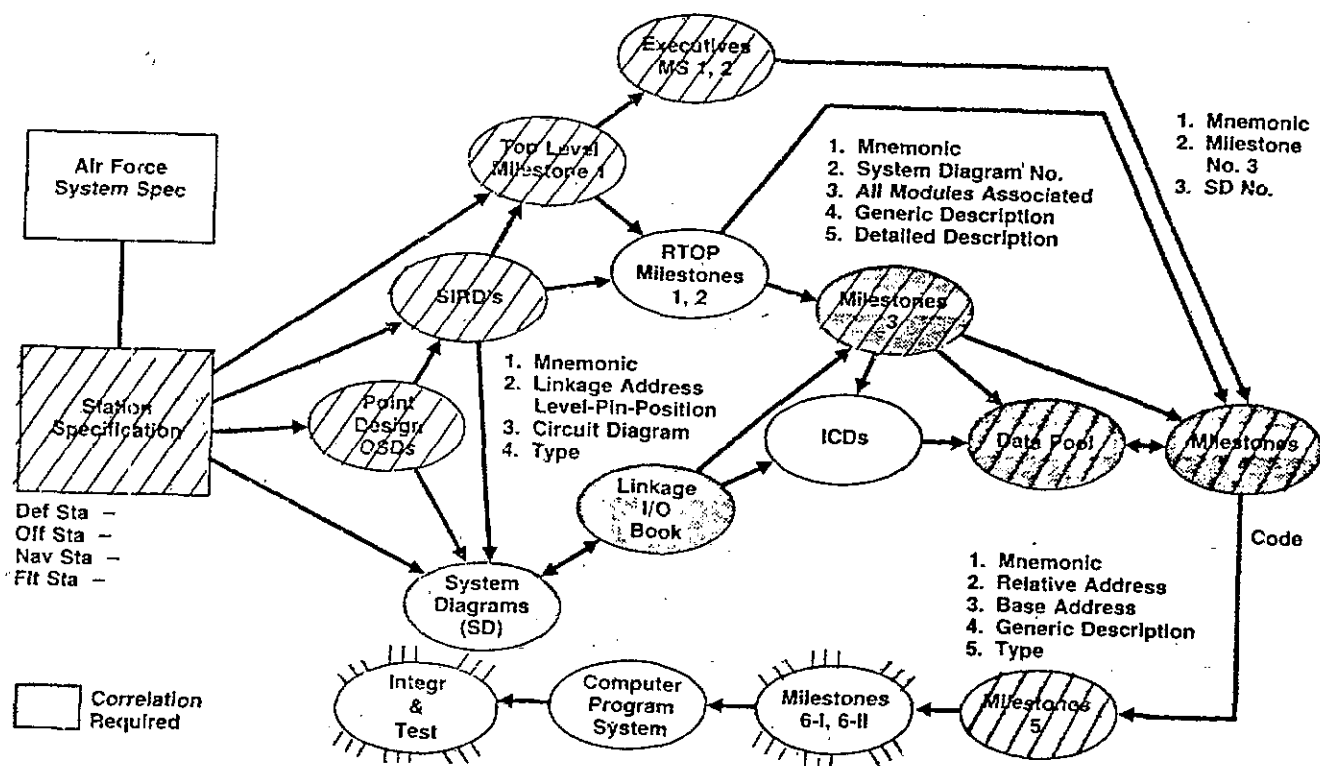 Executives
MS 1, 2
Air Force
System Spec
Top Level
Milestone 1
1. Mnemonic
2. System Diagram No.
3. All Modules Associated
4. Generic Description
5. Detailed Description
1. Mnemonic
2. Milestone
No. 3
3. SD No.
RTOP
Milestones
1, 2
SIRD's
Milestones
3
Station
Specification
Point
Design
1. Mnemonic
2. Linkage Address
Level-Pin-Position
3. Circuit Diagram
4. Type
ICDs
Data Pool
Milestones
Linkage
I/O
Book
Def Sta –
Off Sta –
Nav Sta –
Flt Sta –
Code
System
Diagrams
(SD)
1. Mnemonic
2. Relative Address
3. Base Address
4. Generic Description
5. Type
Correlation
Required
Integr
&
Test
Computer
Program
System
Milestones
6-I, 6-II
Milestones
5